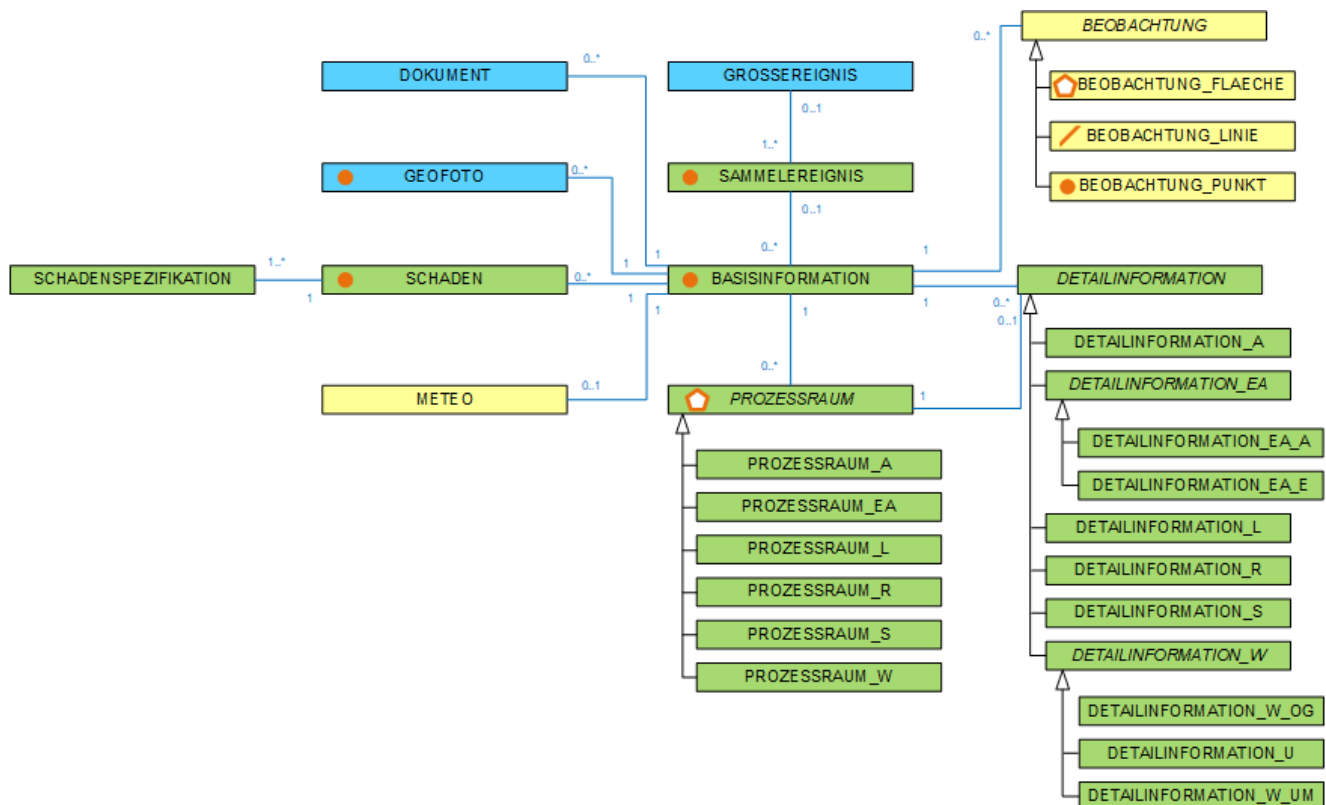 BEOBACHTUNG
0..*
BEOBACHTUNG_FLAECHE
BEOBACHTUNG_LINIE
BEOBACHTUNG_PUNKT
DOKUMENT
0..*
GROSSEREIGNIS
0..1
1..*
GEOFOTO
0..*
SAMMELEREIGNIS
0..1
0..*
SCHADENSPEZIFIKATION
1..*
1
SCHADEN
0..*
1
1
1
1
BASISINFORMATION
1
1
1
0..*
0..1
DETAILINFORMATION
METEO
0..1
0..*
PROZESSRAUM
1
PROZESSRAUM_A
PROZESSRAUM_EA
PROZESSRAUM_L
PROZESSRAUM_R
PROZESSRAUM_S
PROZESSRAUM_W
DETAILINFORMATION_A
DETAILINFORMATION_EA
DETAILINFORMATION_EA_A
DETAILINFORMATION_EA_E
DETAILINFORMATION_L
DETAILINFORMATION_R
DETAILINFORMATION_S
DETAILINFORMATION_W
DETAILINFORMATION_W_OG
DETAILINFORMATION_U
DETAILINFORMATION_W_UM